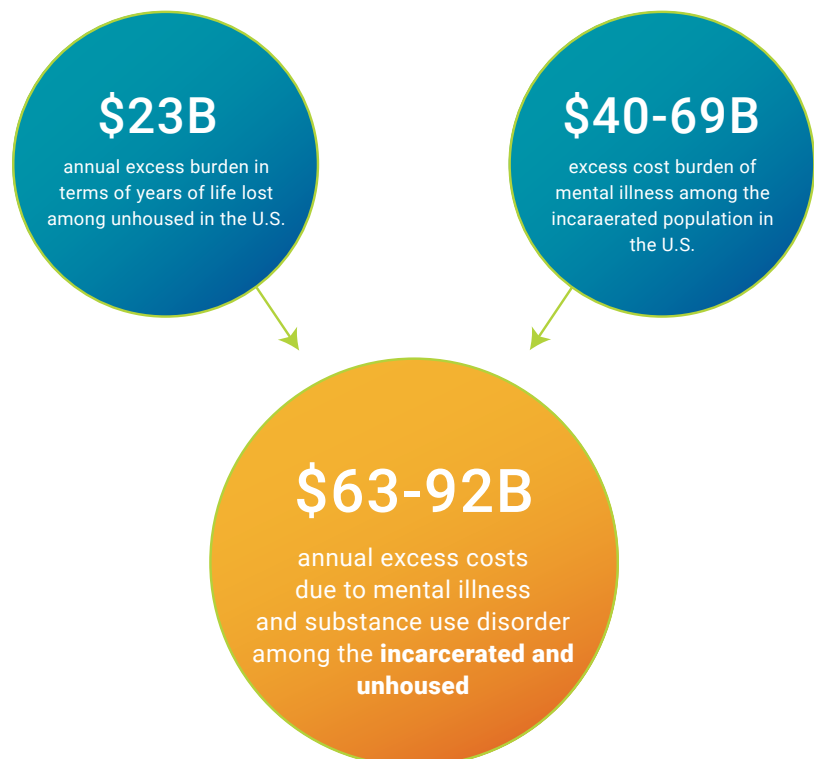 $23B
annual excess burden in
terms of years of life lost
among unhoused in the U.S.
$40-69B
excess cost burden of
mental illness among the
incaraerated population in
the U.S.
$63-92B
annual excess costs
due to mental illness
and substance use disorder
among the incarcerated and
unhoused